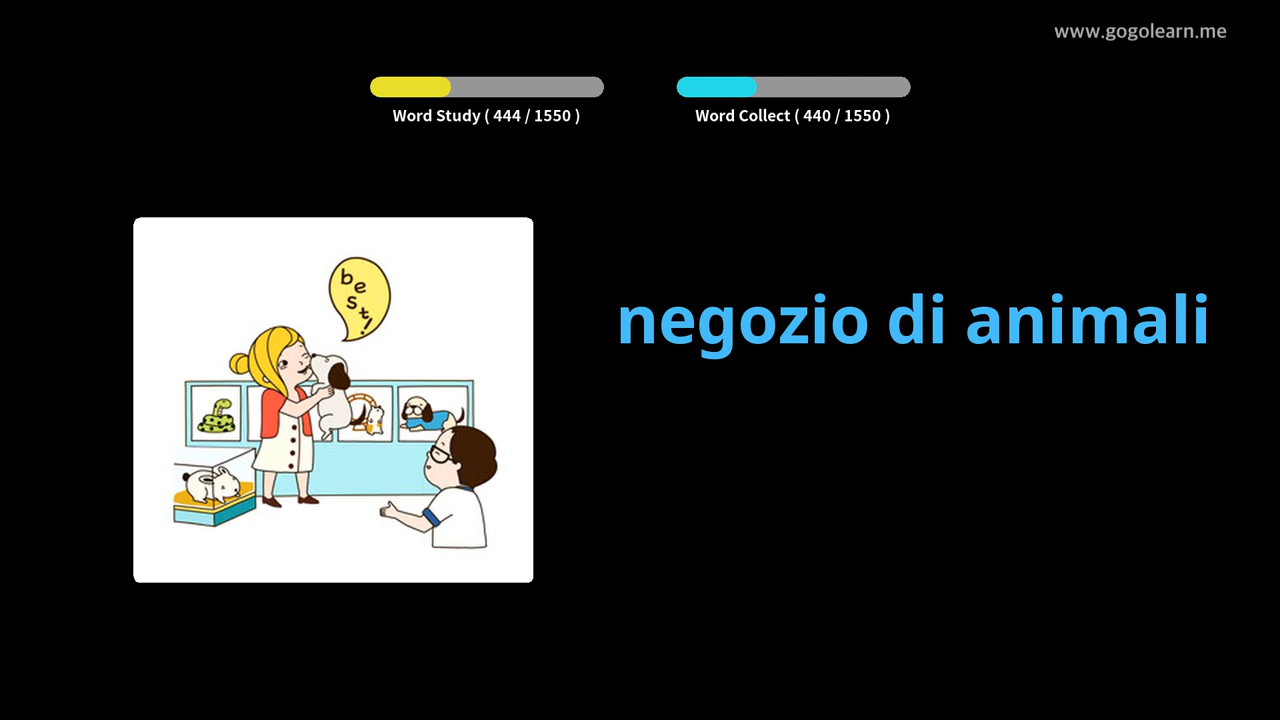 www.gogolearn.me
Word Study ( 444 / 1550 )
Word Collect ( 440 / 1550 )
best!
negozio di animali